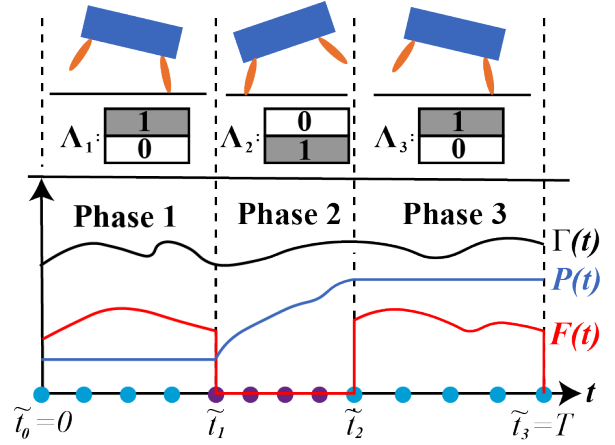 Λ₁: 1 0 Λ₂: 0 1 Λ₃: 1 0
Phase 1 Phase 2 Phase 3
Γ(t)
P(t)
F(t)
t
t̃₀=0 t̃₁ t̃₂ t̃₃=T